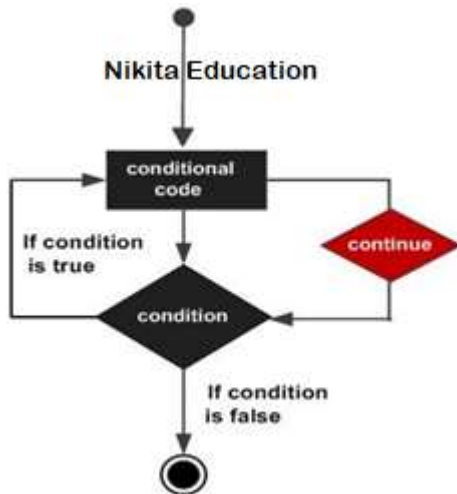 Nikita Education
conditional
code
If condition
is true
continue
condition
If condition
is false